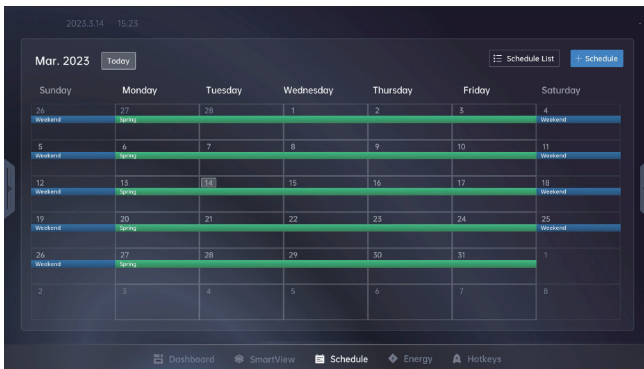 2023.3.14 15:23
Mar. 2023 Today Schedule List + Schedule
Sunday Monday Tuesday Wednesday Thursday Friday Saturday
26 27 28 1 2 3 4
Weekend Spring Weekend
5 6 7 8 9 10 11
Weekend Spring Weekend
12 13 14 15 16 17 18
Weekend Spring Weekend
19 20 21 22 23 24 25
Weekend Spring Weekend
26 27 28 29 30 31 1
Weekend Spring
2 3 4 5 6 7 8
Dashboard SmartView Schedule Energy Hotkeys